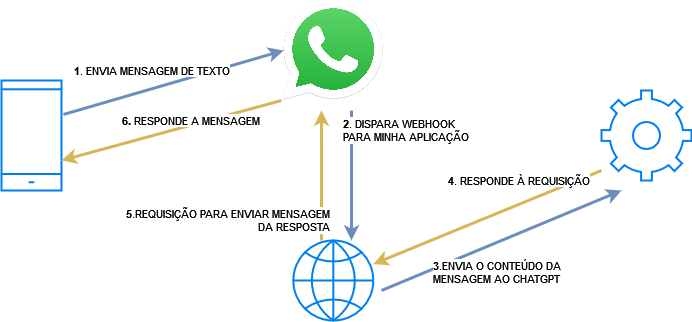 1. ENVIA MENSAGEM DE TEXTO
6. RESPONDE A MENSAGEM
2. DISPARA WEBHOOK
PARA MINHA APLICAÇÃO
4. RESPONDE À REQUISIÇÃO
5.REQUISIÇÃO PARA ENVIAR MENSAGEM
DA RESPOSTA
3.ENVIA O CONTEÚDO DA
MENSAGEM AO CHATGPT